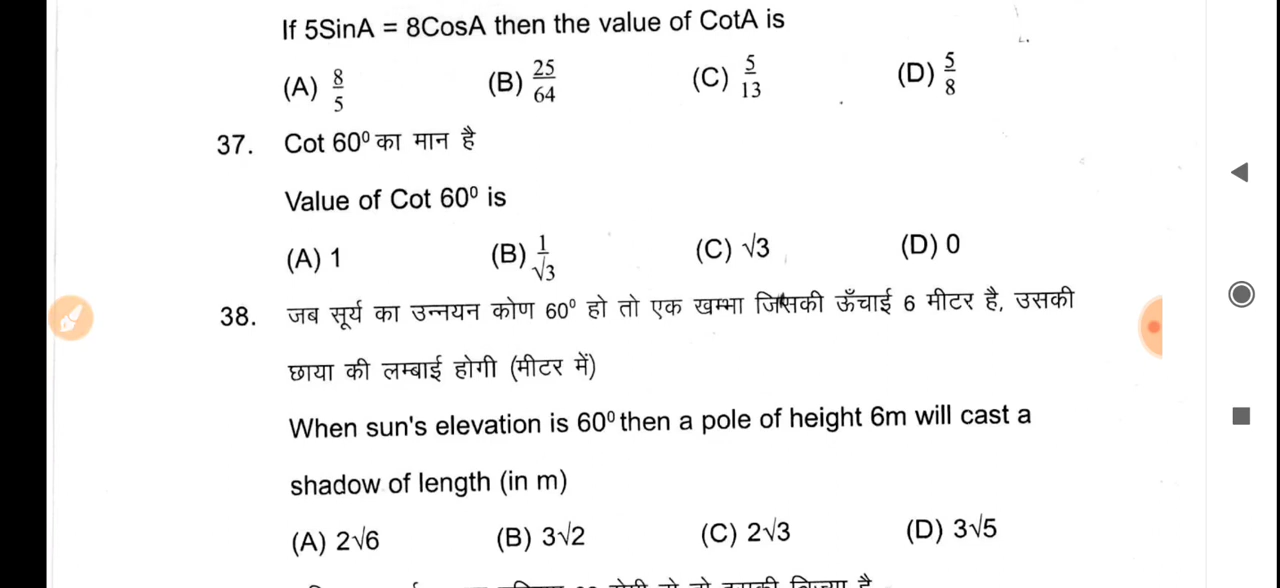 If 5SinA = 8CosA then the value of CotA is
(A) 8/5 (B) 25/64 (C) 5/13 (D) 5/8
37. Cot 60⁰ का मान है
Value of Cot 60⁰ is
(A) 1 (B) 1/√3 (C) √3 (D) 0
38. जब सूर्य का उन्नयन कोण 60⁰ हो तो एक खम्भा जिसकी ऊँचाई 6 मीटर है, उसकी
छाया की लम्बाई होगी (मीटर में)
When sun's elevation is 60⁰ then a pole of height 6m will cast a
shadow of length (in m)
(A) 2√6 (B) 3√2 (C) 2√3 (D) 3√5